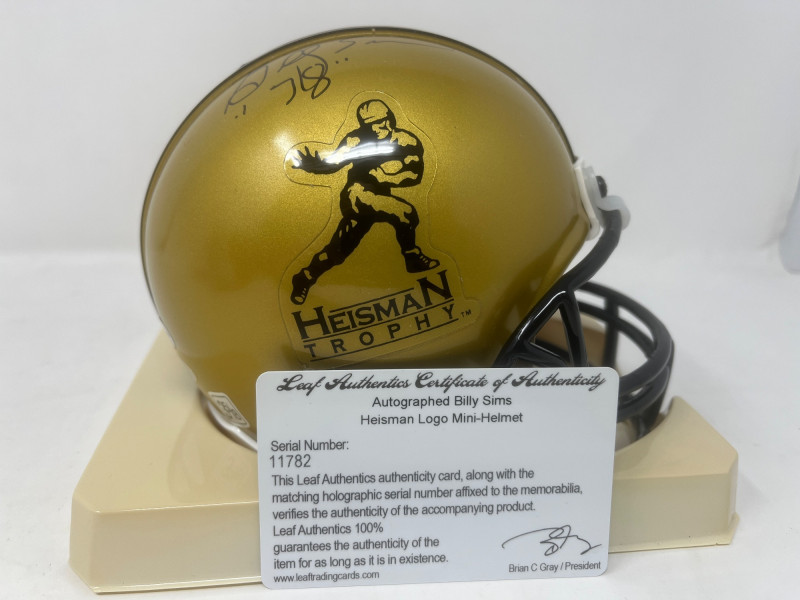 "78"
HEISMAN
TROPHY™
Leaf Authentics Certificate of Authenticity
Autographed Billy Sims
Heisman Logo Mini-Helmet
Serial Number:
11782
This Leaf Authentics authenticity card, along with the
matching holographic serial number affixed to the memorabilia,
verifies the authenticity of the accompanying product.
Leaf Authentics 100%
guarantees the authenticity of the
item for as long as it is in existence.
www.leaftradingcards.com
Brian C Gray / President